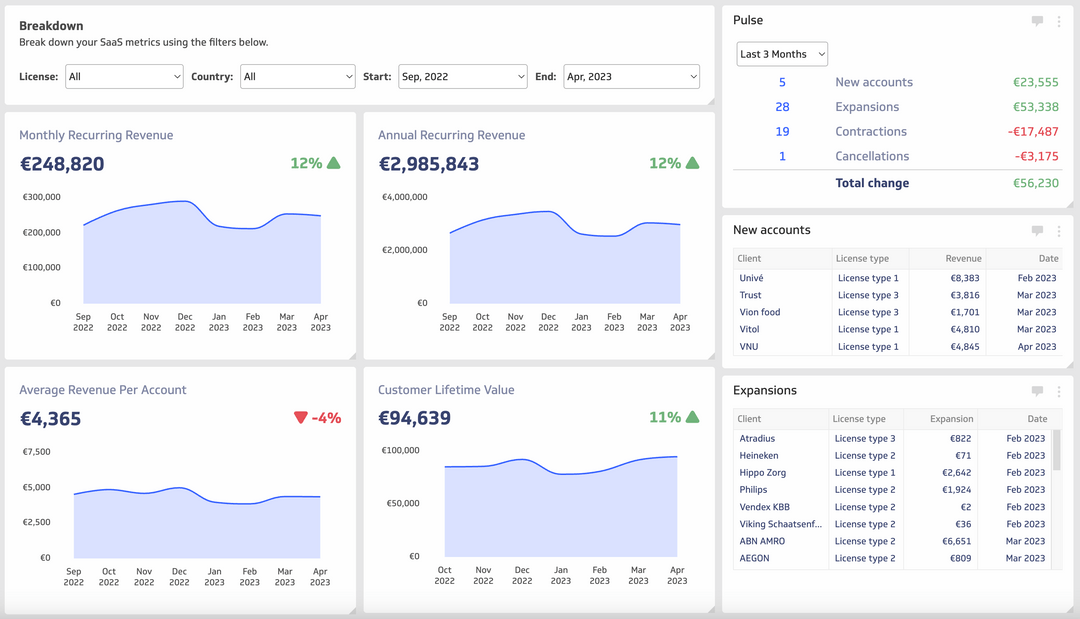 Breakdown
Break down your SaaS metrics using the filters below.
License: All Country: All Start: Sep, 2022 End: Apr, 2023
Monthly Recurring Revenue
€248,820 12%
€300,000
€200,000
€100,000
€0
Sep Oct Nov Dec Jan Feb Mar Apr
2022 2022 2022 2022 2023 2023 2023 2023
Annual Recurring Revenue
€2,985,843 12%
€4,000,000
€2,000,000
€0
Sep Oct Nov Dec Jan Feb Mar Apr
2022 2022 2022 2022 2023 2023 2023 2023
Average Revenue Per Account
€4,365 -4%
€7,500
€5,000
€2,500
€0
Sep Oct Nov Dec Jan Feb Mar Apr
2022 2022 2022 2022 2023 2023 2023 2023
Customer Lifetime Value
€94,639 11%
€100,000
€50,000
€0
Oct Nov Dec Jan Feb Mar Apr
2022 2022 2022 2023 2023 2023 2023
Pulse
Last 3 Months
5 New accounts €23,555
28 Expansions €53,338
19 Contractions -€17,487
1 Cancellations -€3,175
Total change €56,230
New accounts
Client License type Revenue Date
Univé License type 1 €8,383 Feb 2023
Trust License type 3 €3,816 Mar 2023
Vion food License type 3 €1,701 Mar 2023
Vitol License type 1 €4,810 Mar 2023
VNU License type 1 €4,845 Apr 2023
Expansions
Client License type Expansion Date
Atradius License type 3 €822 Feb 2023
Heineken License type 2 €71 Feb 2023
Hippo Zorg License type 1 €2,642 Feb 2023
Philips License type 2 €1,924 Feb 2023
Vendex KBB License type 2 €2 Feb 2023
Viking Schaatsenf... License type 2 €36 Feb 2023
ABN AMRO License type 2 €6,651 Mar 2023
AEGON License type 2 €809 Mar 2023